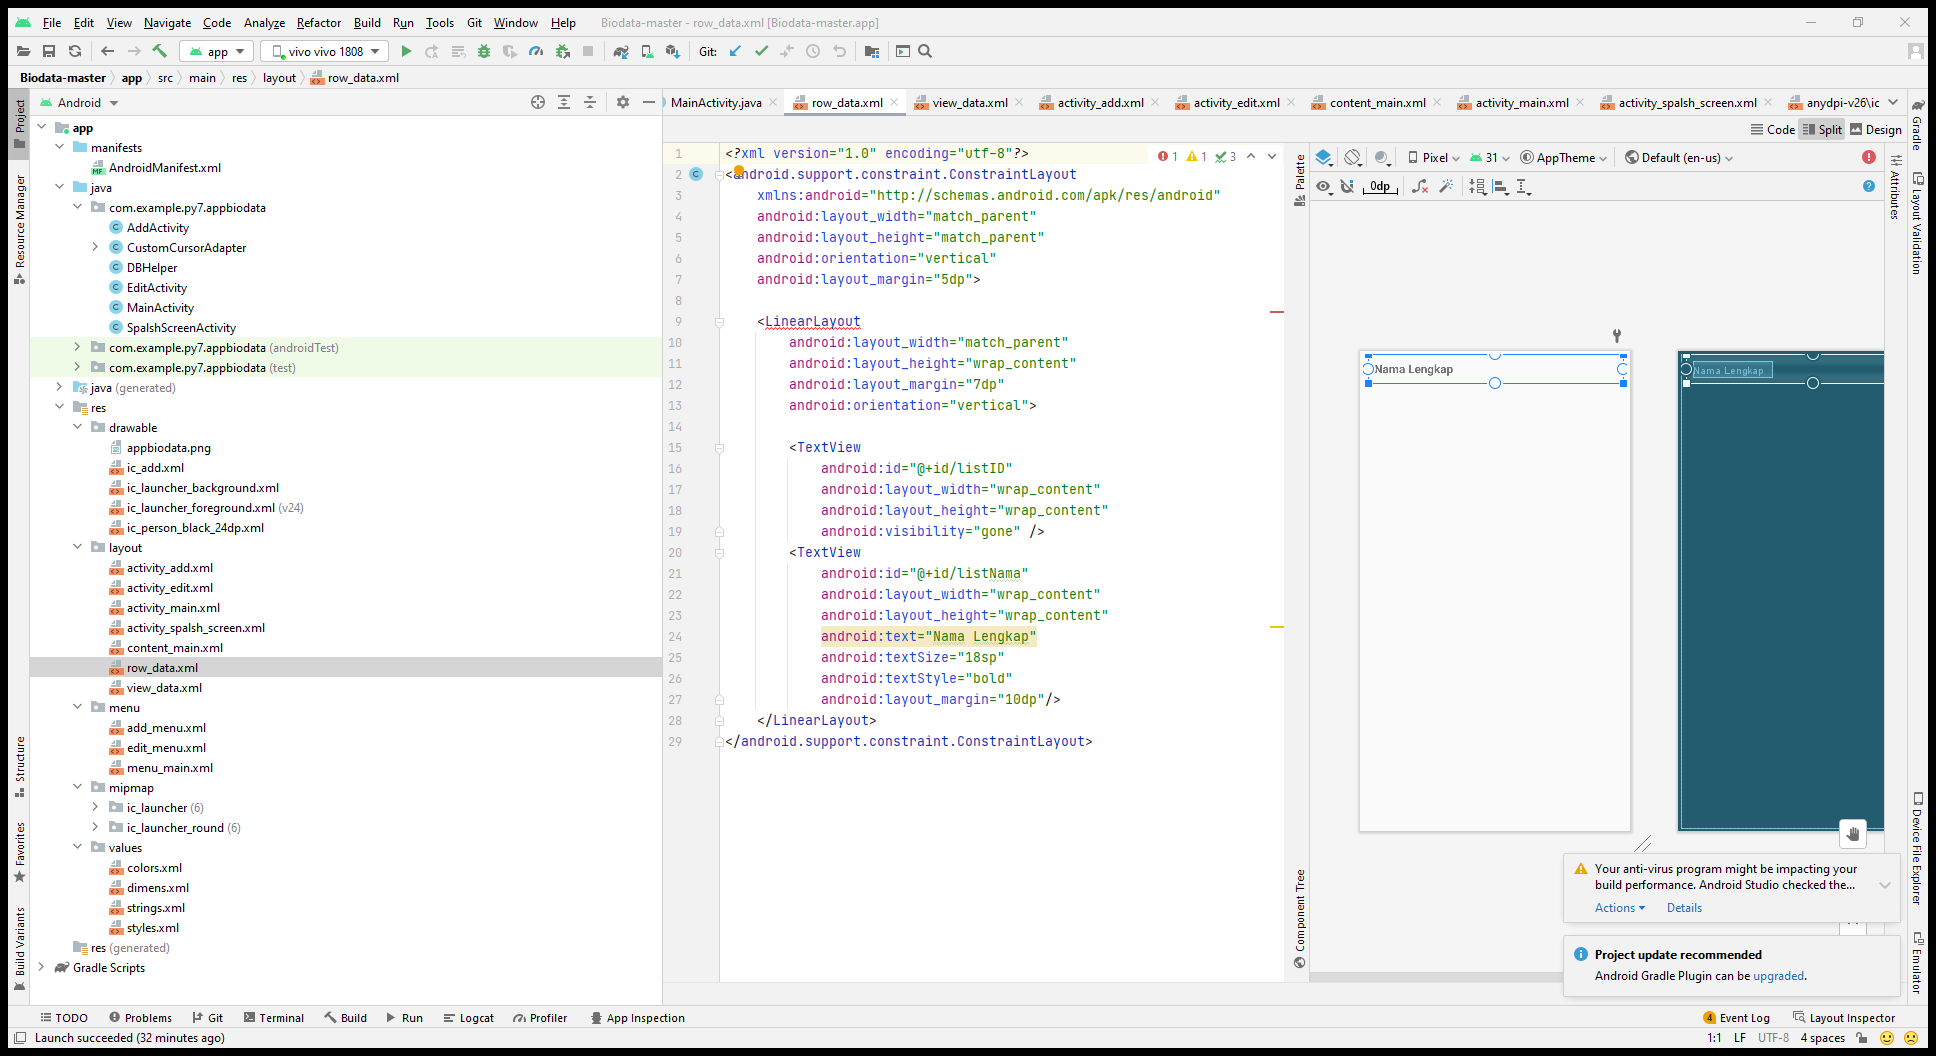 File Edit View Navigate Code Analyze Refactor Build Run Tools Git Window Help Biodata-master - row_data.xml [Biodata-master.app]
app vivo vivo 1808 Git:
Biodata-master app src main res layout row_data.xml
Android
MainActivity.java row_data.xml view_data.xml activity_add.xml activity_edit.xml content_main.xml activity_main.xml activity_spalsh_screen.xml anydpi-v26\ic
Code Split Design
Project
Resource Manager
Structure
Favorites
Build Variants
app
manifests
AndroidManifest.xml
java
com.example.py7.appbiodata
AddActivity
CustomCursorAdapter
DBHelper
EditActivity
MainActivity
SpalshScreenActivity
com.example.py7.appbiodata (androidTest)
com.example.py7.appbiodata (test)
java (generated)
res
drawable
appbiodata.png
ic_add.xml
ic_launcher_background.xml
ic_launcher_foreground.xml (v24)
ic_person_black_24dp.xml
layout
activity_add.xml
activity_edit.xml
activity_main.xml
activity_spalsh_screen.xml
content_main.xml
row_data.xml
view_data.xml
menu
add_menu.xml
edit_menu.xml
menu_main.xml
mipmap
ic_launcher (6)
ic_launcher_round (6)
values
colors.xml
dimens.xml
strings.xml
styles.xml
res (generated)
Gradle Scripts
1 <?xml version="1.0" encoding="utf-8"?>
2 <android.support.constraint.ConstraintLayout
3 xmlns:android="http://schemas.android.com/apk/res/android"
4 android:layout_width="match_parent"
5 android:layout_height="match_parent"
6 android:orientation="vertical"
7 android:layout_margin="5dp">
8
9 <LinearLayout
10 android:layout_width="match_parent"
11 android:layout_height="wrap_content"
12 android:layout_margin="7dp"
13 android:orientation="vertical">
14
15 <TextView
16 android:id="@+id/listID"
17 android:layout_width="wrap_content"
18 android:layout_height="wrap_content"
19 android:visibility="gone" />
20 <TextView
21 android:id="@+id/listNama"
22 android:layout_width="wrap_content"
23 android:layout_height="wrap_content"
24 android:text="Nama Lengkap"
25 android:textSize="18sp"
26 android:textStyle="bold"
27 android:layout_margin="10dp"/>
28 </LinearLayout>
29 </android.support.constraint.ConstraintLayout>
1 1 3
Palette
Component Tree
Pixel 31 AppTheme Default (en-us)
0dp
Nama Lengkap
Nama Lengkap
Attributes
Gradle
Layout Validation
Device File Explorer
Emulator
Your anti-virus program might be impacting your
build performance. Android Studio checked the...
Actions Details
Project update recommended
Android Gradle Plugin can be upgraded.
TODO Problems Git Terminal Build Run Logcat Profiler App Inspection 4 Event Log Layout Inspector
Launch succeeded (32 minutes ago) 1:1 LF UTF-8 4 spaces